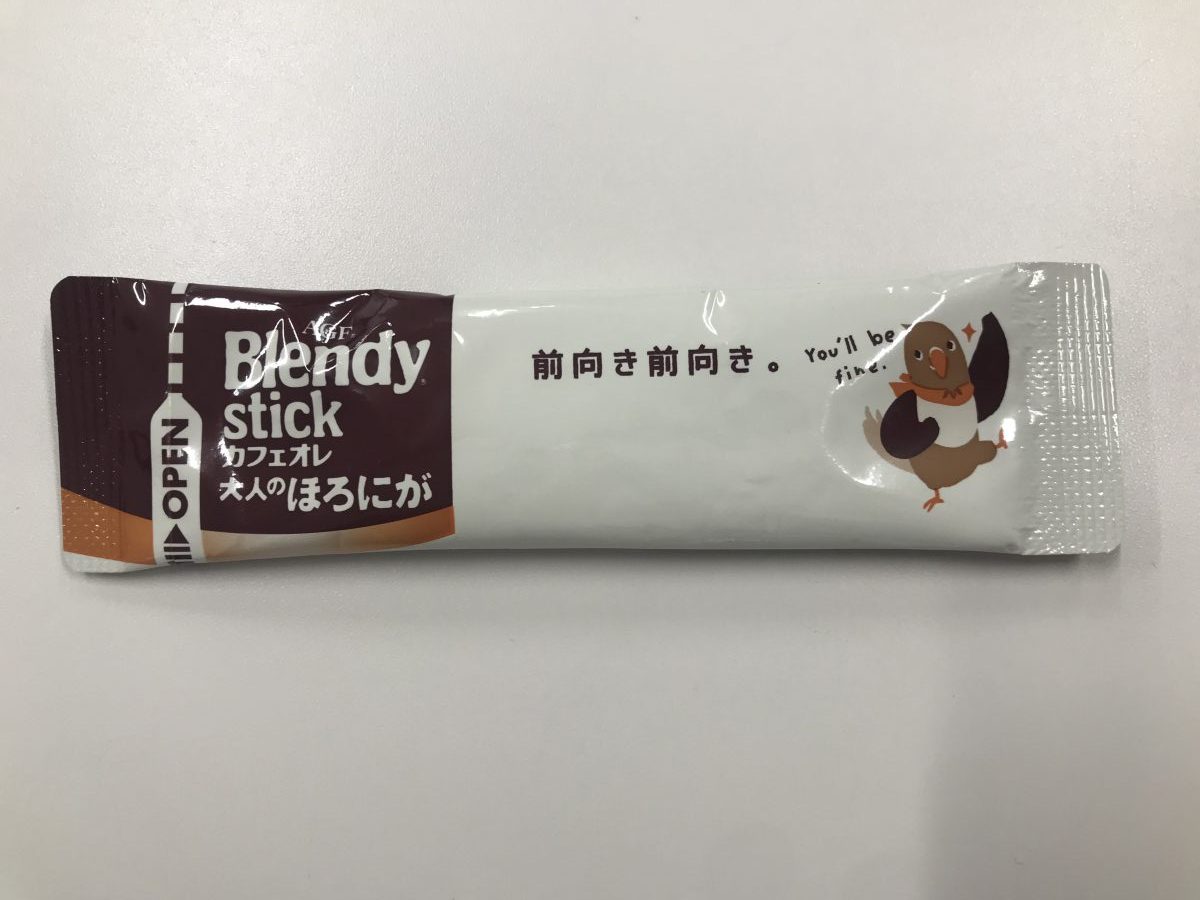 OPEN
AGF
Blendy
stick
カフェオレ
大人のほろにが
前向き前向き。
You'll be
fine.